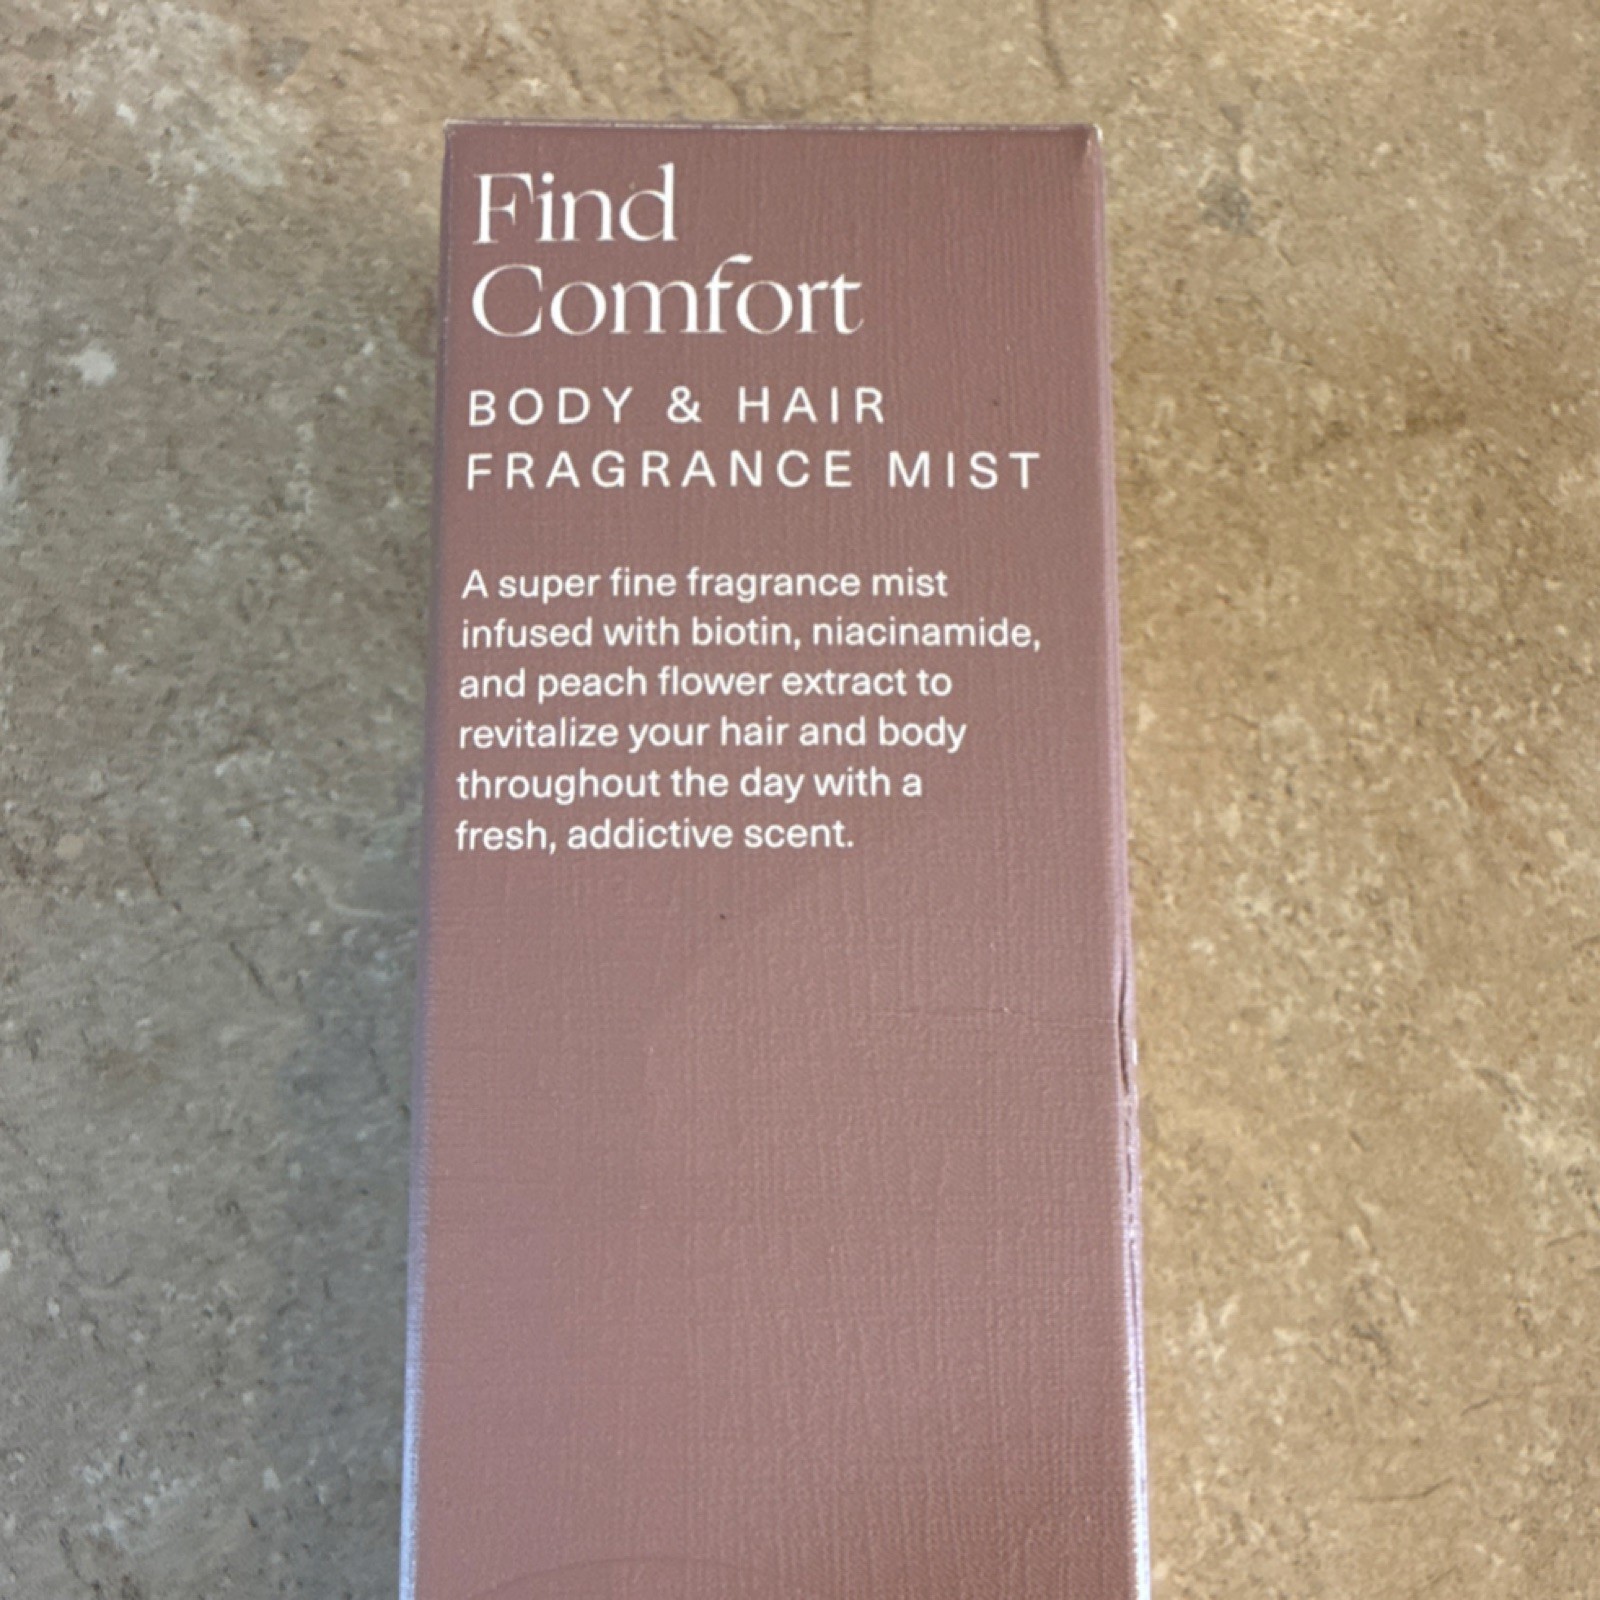 Find
Comfort
BODY & HAIR
FRAGRANCE MIST
A super fine fragrance mist
infused with biotin, niacinamide,
and peach flower extract to
revitalize your hair and body
throughout the day with a
fresh, addictive scent.